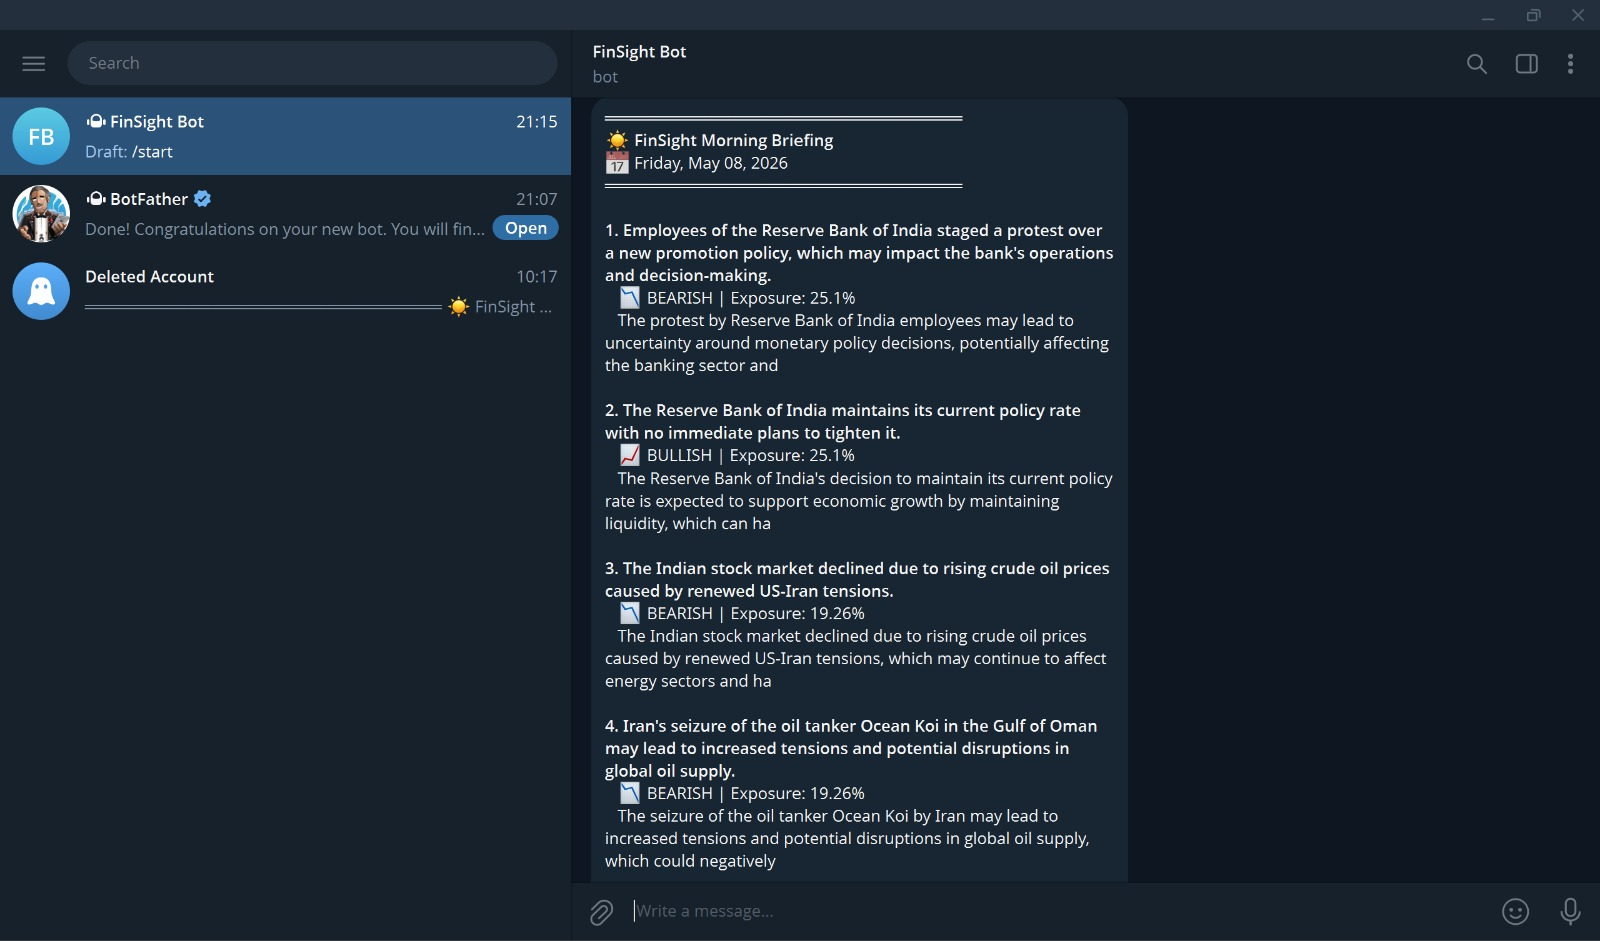 Search
FB
FinSight Bot
21:15
Draft: /start
BotFather
21:07
Done! Congratulations on your new bot. You will fin...
Open
Deleted Account
10:17
FinSight ...
FinSight Bot
bot
FinSight Morning Briefing
17 Friday, May 08, 2026
1. Employees of the Reserve Bank of India staged a protest over
a new promotion policy, which may impact the bank's operations
and decision-making.
BEARISH | Exposure: 25.1%
The protest by Reserve Bank of India employees may lead to
uncertainty around monetary policy decisions, potentially affecting
the banking sector and
2. The Reserve Bank of India maintains its current policy rate
with no immediate plans to tighten it.
BULLISH | Exposure: 25.1%
The Reserve Bank of India's decision to maintain its current policy
rate is expected to support economic growth by maintaining
liquidity, which can ha
3. The Indian stock market declined due to rising crude oil prices
caused by renewed US-Iran tensions.
BEARISH | Exposure: 19.26%
The Indian stock market declined due to rising crude oil prices
caused by renewed US-Iran tensions, which may continue to affect
energy sectors and ha
4. Iran's seizure of the oil tanker Ocean Koi in the Gulf of Oman
may lead to increased tensions and potential disruptions in
global oil supply.
BEARISH | Exposure: 19.26%
The seizure of the oil tanker Ocean Koi by Iran may lead to
increased tensions and potential disruptions in global oil supply,
which could negatively
Write a message...